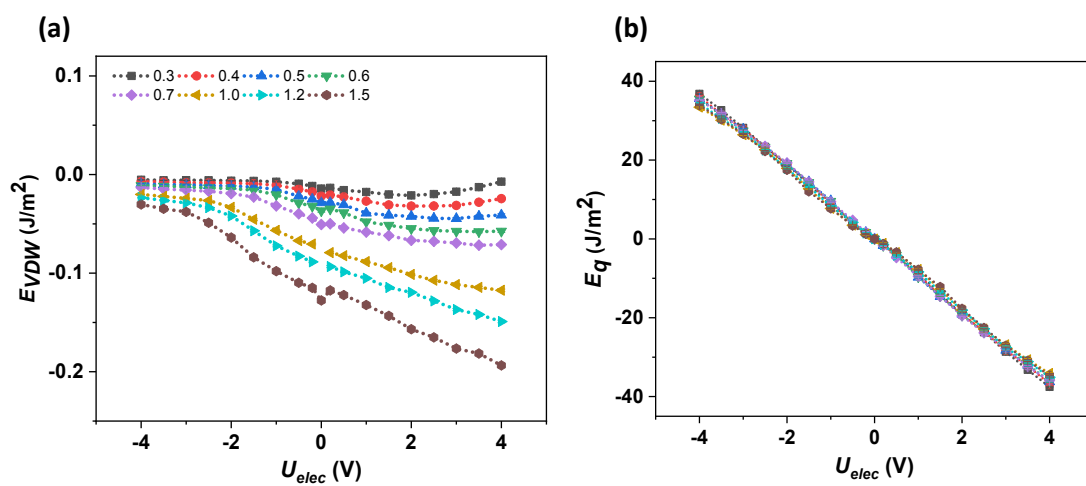 (a)
0.1
0.0
-0.1
-0.2
E_VDW (J/m²)
0.3 0.4 0.5 0.6
0.7 1.0 1.2 1.5
-4 -2 0 2 4
U_elec (V)
(b)
40
20
0
-20
-40
E_q (J/m²)
-4 -2 0 2 4
U_elec (V)